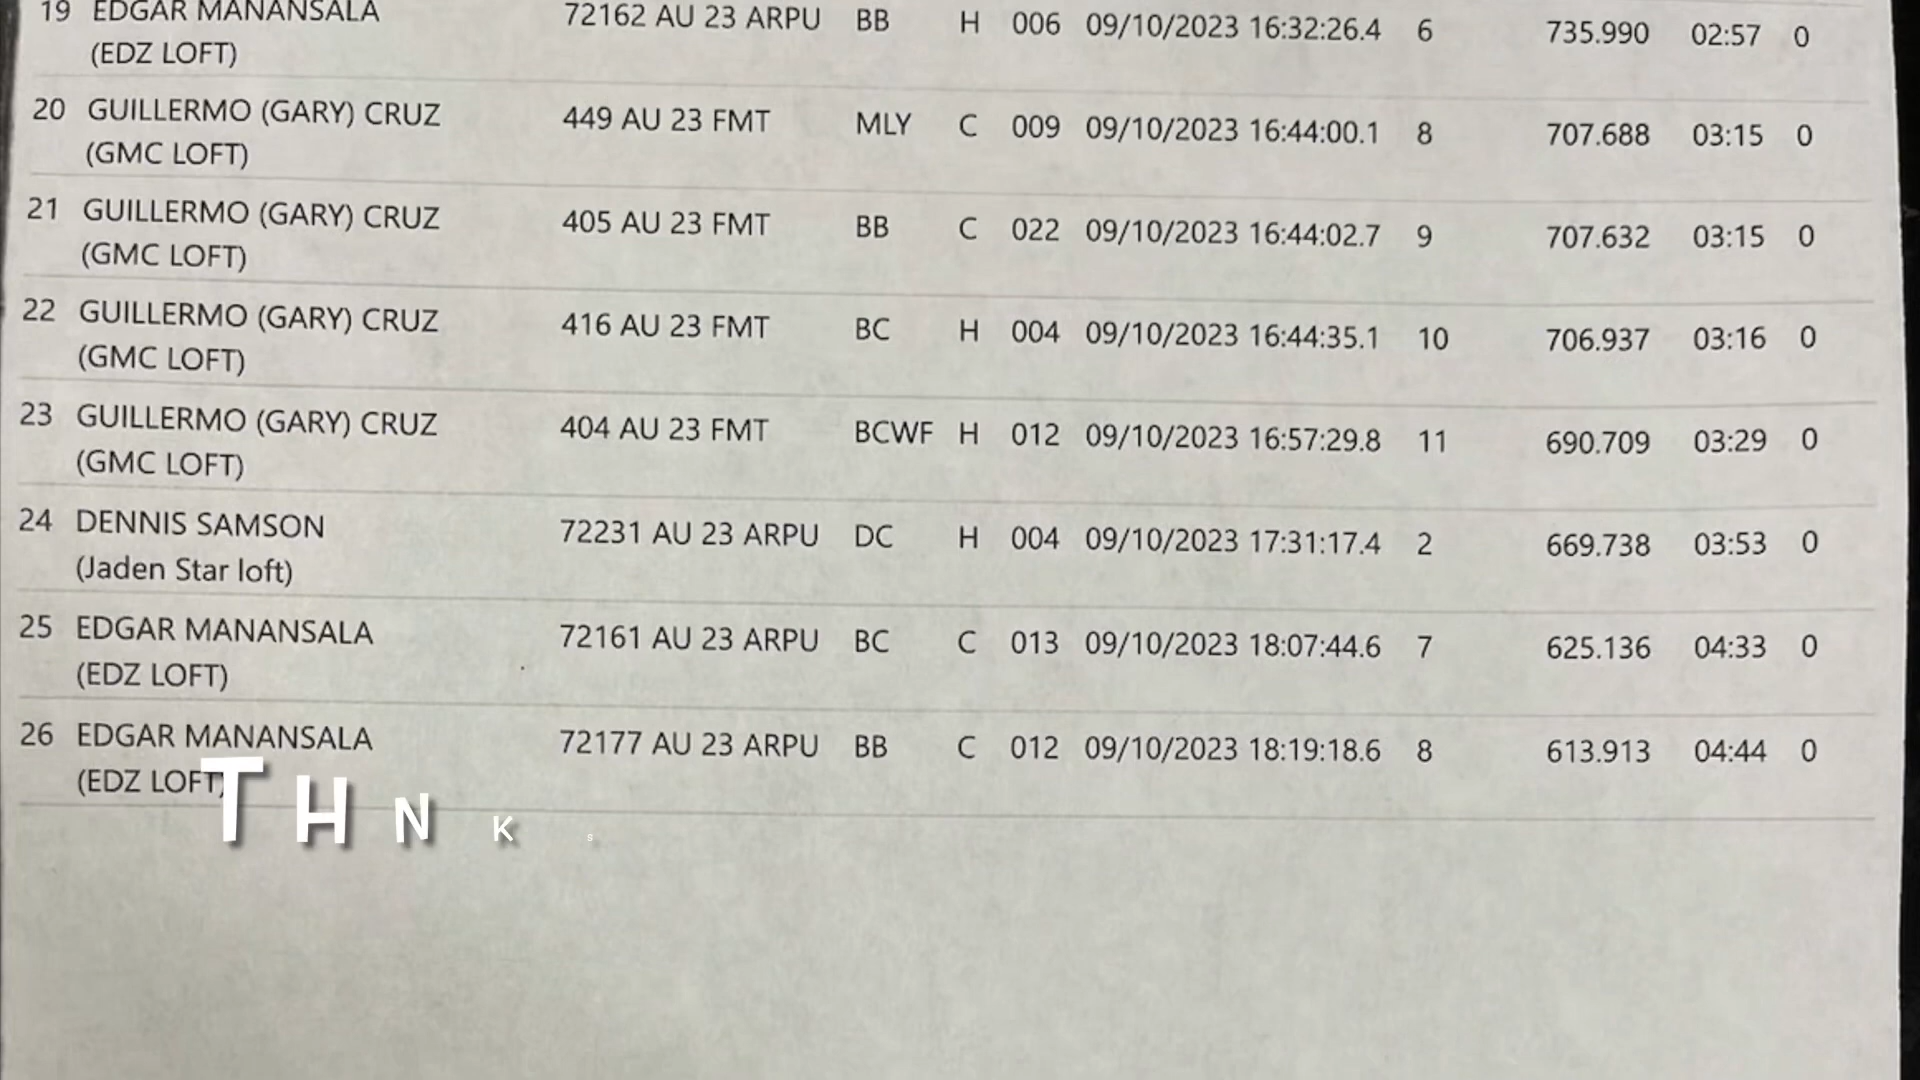 19 EDGAR MANANSALA 72162 AU 23 ARPU BB H 006 09/10/2023 16:32:26.4 6 735.990 02:57 0
(EDZ LOFT)
20 GUILLERMO (GARY) CRUZ 449 AU 23 FMT MLY C 009 09/10/2023 16:44:00.1 8 707.688 03:15 0
(GMC LOFT)
21 GUILLERMO (GARY) CRUZ 405 AU 23 FMT BB C 022 09/10/2023 16:44:02.7 9 707.632 03:15 0
(GMC LOFT)
22 GUILLERMO (GARY) CRUZ 416 AU 23 FMT BC H 004 09/10/2023 16:44:35.1 10 706.937 03:16 0
(GMC LOFT)
23 GUILLERMO (GARY) CRUZ 404 AU 23 FMT BCWF H 012 09/10/2023 16:57:29.8 11 690.709 03:29 0
(GMC LOFT)
24 DENNIS SAMSON 72231 AU 23 ARPU DC H 004 09/10/2023 17:31:17.4 2 669.738 03:53 0
(Jaden Star loft)
25 EDGAR MANANSALA 72161 AU 23 ARPU BC C 013 09/10/2023 18:07:44.6 7 625.136 04:33 0
(EDZ LOFT)
26 EDGAR MANANSALA 72177 AU 23 ARPU BB C 012 09/10/2023 18:19:18.6 8 613.913 04:44 0
(EDZ LOFT)
THNKs